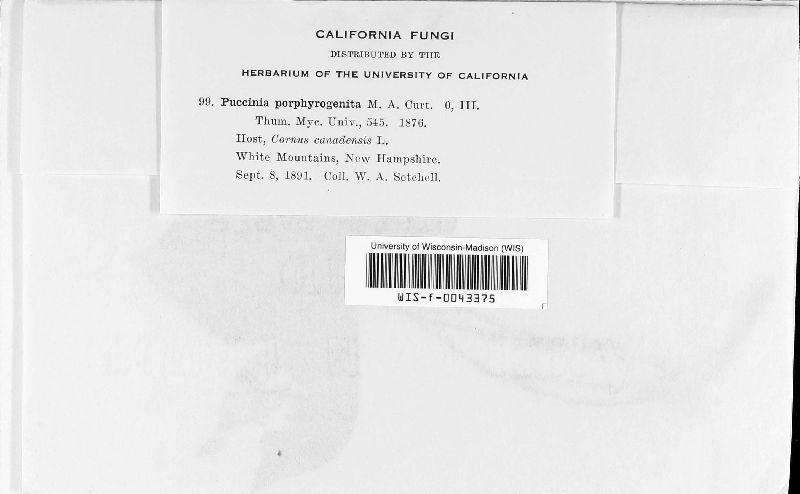 CALIFORNIA FUNGI
DISTRIBUTED BY THE
HERBARIUM OF THE UNIVERSITY OF CALIFORNIA
99. Puccinia porphyrogenita M. A. Curt. 0, III.
Thum. Myc. Univ., 545. 1876.
Host, Cornus canadensis L.
White Mountains, New Hampshire.
Sept. 8, 1891. Coll. W. A. Setchell.
University of Wisconsin-Madison (WIS)
WIS-f-0043375